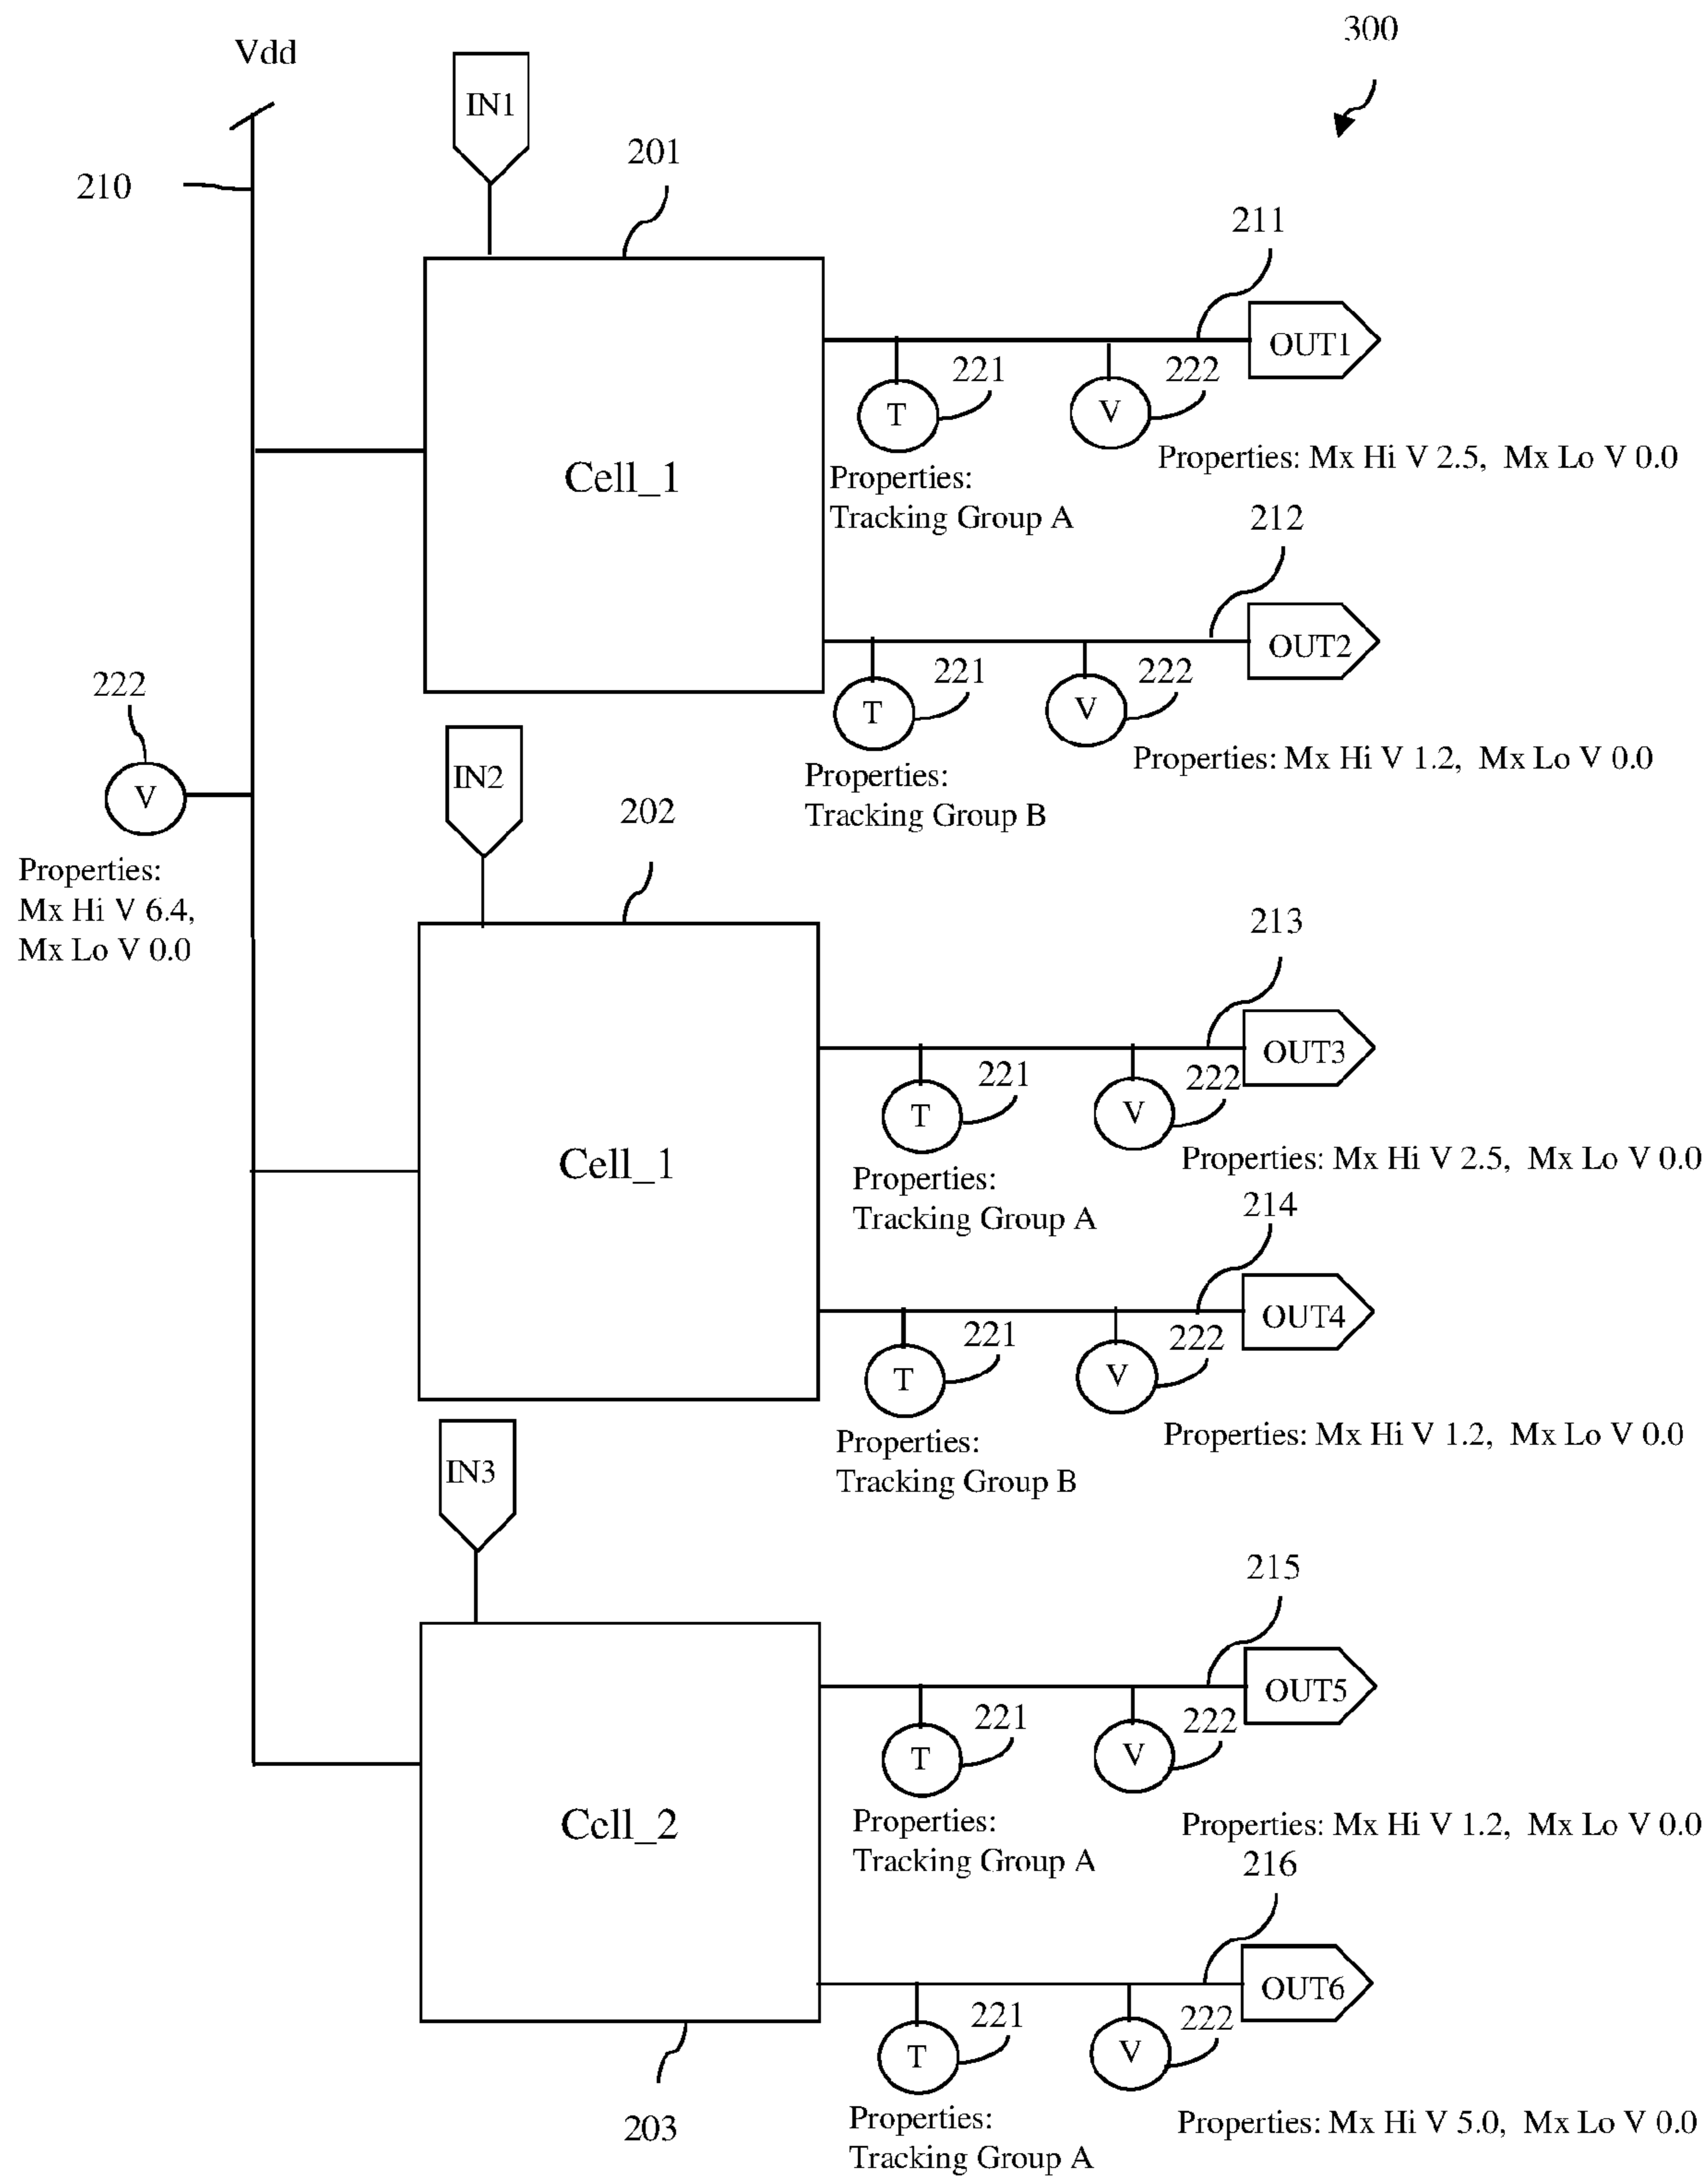 300
Vdd
IN1
210
201
211
OUT1
221
222
T
V
Cell_1
Properties: Mx Hi V 2.5, Mx Lo V 0.0
Properties:
Tracking Group A
212
OUT2
221
222
T
V
222
V
Properties:
Mx Hi V 6.4,
Mx Lo V 0.0
Properties: Mx Hi V 1.2, Mx Lo V 0.0
Properties:
Tracking Group B
IN2
202
213
OUT3
221
222
T
V
Cell_1
Properties: Mx Hi V 2.5, Mx Lo V 0.0
Properties:
Tracking Group A
214
OUT4
221
222
T
V
Properties: Mx Hi V 1.2, Mx Lo V 0.0
Properties:
Tracking Group B
IN3
215
OUT5
221
222
T
V
Cell_2
Properties: Mx Hi V 1.2, Mx Lo V 0.0
Properties:
Tracking Group A
216
OUT6
221
222
T
V
203
Properties: Mx Hi V 5.0, Mx Lo V 0.0
Properties:
Tracking Group A